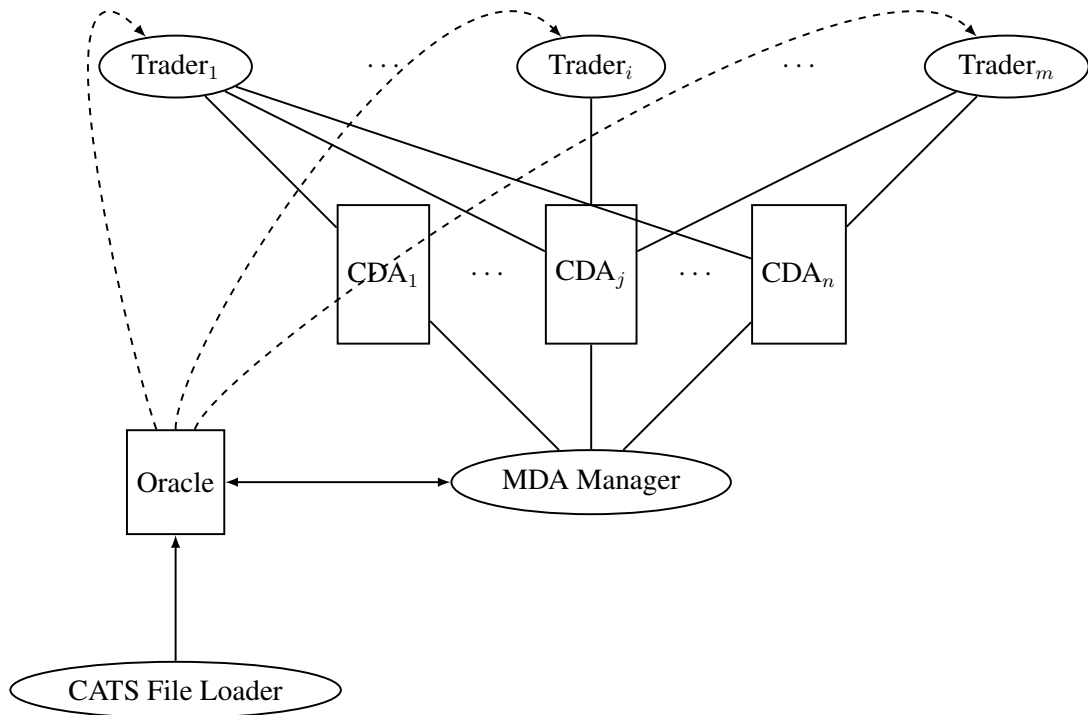 Trader₁ ... Traderᵢ ... Traderₘ
CDA₁ ... CDAⱼ ... CDAₙ
Oracle MDA Manager
CATS File Loader